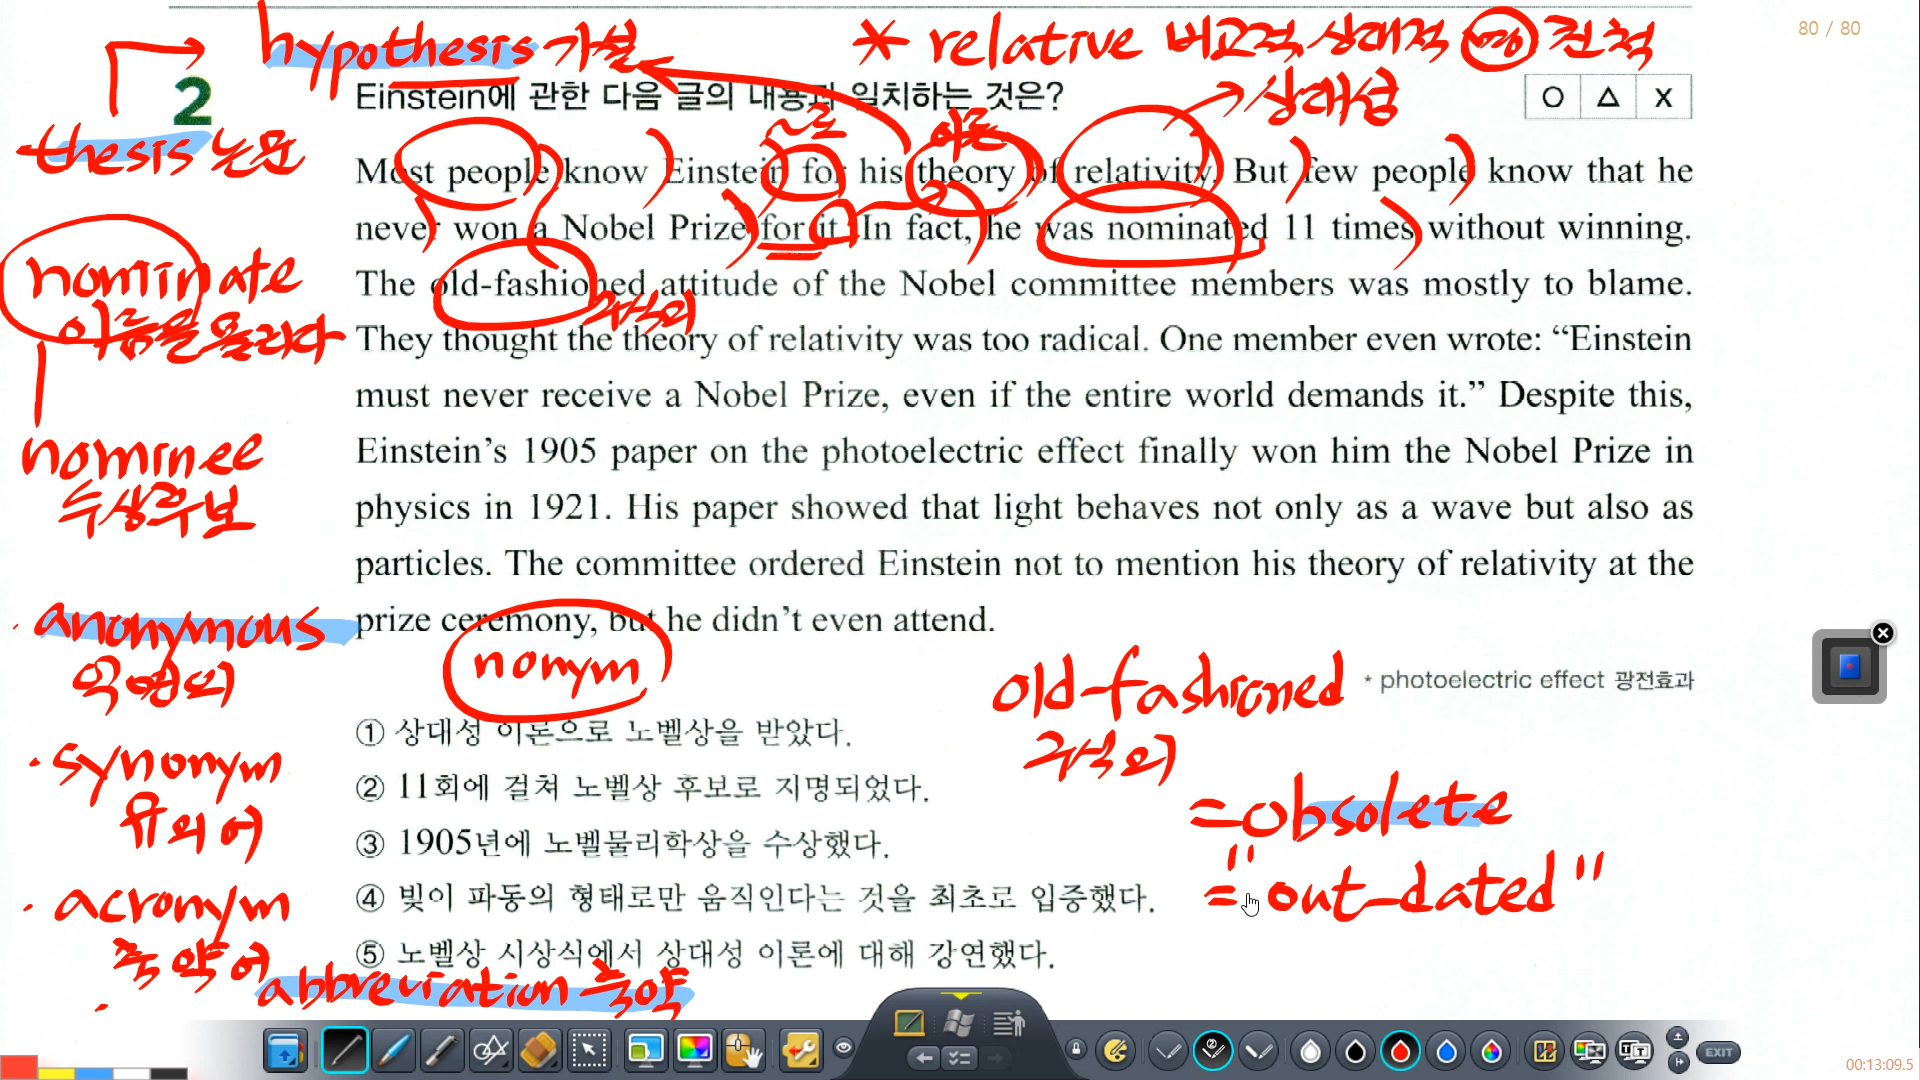 hypothesis 가설
* relative 비교적, 상대적 명 친척
80 / 80
2
Einstein에 관한 다음 글의 내용과 일치하는 것은?
O △ X
상대성
thesis 논문
~로
이론
Most people know Einstein for his theory of relativity. But few people know that he
never won a Nobel Prize for it. In fact, he was nominated 11 times without winning.
nominate
The old-fashioned attitude of the Nobel committee members was mostly to blame.
구식의
이름을 올리다
They thought the theory of relativity was too radical. One member even wrote: “Einstein
must never receive a Nobel Prize, even if the entire world demands it.” Despite this,
nominee
Einstein’s 1905 paper on the photoelectric effect finally won him the Nobel Prize in
수상후보
physics in 1921. His paper showed that light behaves not only as a wave but also as
particles. The committee ordered Einstein not to mention his theory of relativity at the
prize ceremony, but he didn’t even attend.
· anonymous
익명의
nonym
old-fashioned
* photoelectric effect 광전효과
구식의
① 상대성 이론으로 노벨상을 받았다.
· synonym
유의어
② 11회에 걸쳐 노벨상 후보로 지명되었다.
= obsolete
③ 1905년에 노벨물리학상을 수상했다.
= "out-dated"
· acronym
④ 빛이 파동의 형태로만 움직인다는 것을 최초로 입증했다.
축약어
⑤ 노벨상 시상식에서 상대성 이론에 대해 강연했다.
abbreviation 축약
EXIT
00:13:09.5